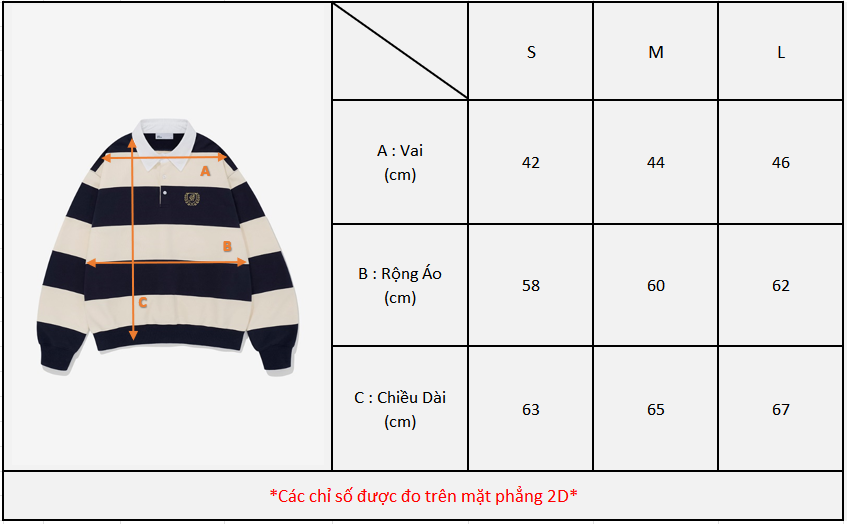 S M L
A : Vai
(cm)
42 44 46
B : Rộng Áo
(cm)
58 60 62
C : Chiều Dài
(cm)
63 65 67
A
B
C
*Các chỉ số được đo trên mặt phẳng 2D*